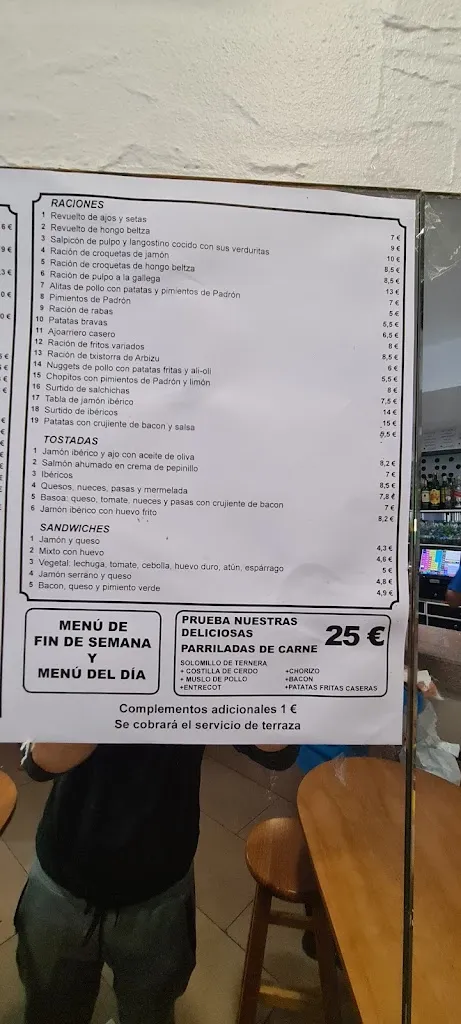 RACIONES
1 Revuelto de ajos y setas 7 €
2 Revuelto de hongo beltza 9 €
3 Salpicón de pulpo y langostino cocido con sus verduritas 10 €
4 Ración de croquetas de jamón 8,5 €
5 Ración de croquetas de hongo beltza 8,5 €
6 Ración de pulpo a la gallega 13 €
7 Alitas de pollo con patatas y pimientos de Padrón 7 €
8 Pimientos de Padrón 5 €
9 Ración de rabas 5,5 €
10 Patatas bravas 6,5 €
11 Ajoarriero casero 8 €
12 Ración de fritos variados 8,5 €
13 Ración de txistorra de Arbizu 6 €
14 Nuggets de pollo con patatas fritas y ali-oli 5,5 €
15 Chopitos con pimientos de Padrón y limón 8 €
16 Surtido de salchichas 7,5 €
17 Tabla de jamón ibérico 14 €
18 Surtido de ibéricos 15 €
19 Patatas con crujiente de bacon y salsa 5,5 €
TOSTADAS
1 Jamón ibérico y ajo con aceite de oliva 8,2 €
2 Salmón ahumado en crema de pepinillo 7 €
3 Ibéricos 8,5 €
4 Quesos, nueces, pasas y mermelada 7,8 €
5 Basoa: queso, tomate, nueces y pasas con crujiente de bacon 7 €
6 Jamón ibérico con huevo frito 8,2 €
SANDWICHES
1 Jamón y queso 4,3 €
2 Mixto con huevo 4,6 €
3 Vegetal: lechuga, tomate, cebolla, huevo duro, atún, espárrago 5 €
4 Jamón serrano y queso 4,8 €
5 Bacon, queso y pimiento verde 4,9 €
MENÚ DE
FIN DE SEMANA
Y
MENÚ DEL DÍA
PRUEBA NUESTRAS
DELICIOSAS
PARRILADAS DE CARNE 25 €
SOLOMILLO DE TERNERA
+ COSTILLA DE CERDO +CHORIZO
+ MUSLO DE POLLO +BACON
+ENTRECOT +PATATAS FRITAS CASERAS
Complementos adicionales 1 €
Se cobrará el servicio de terraza